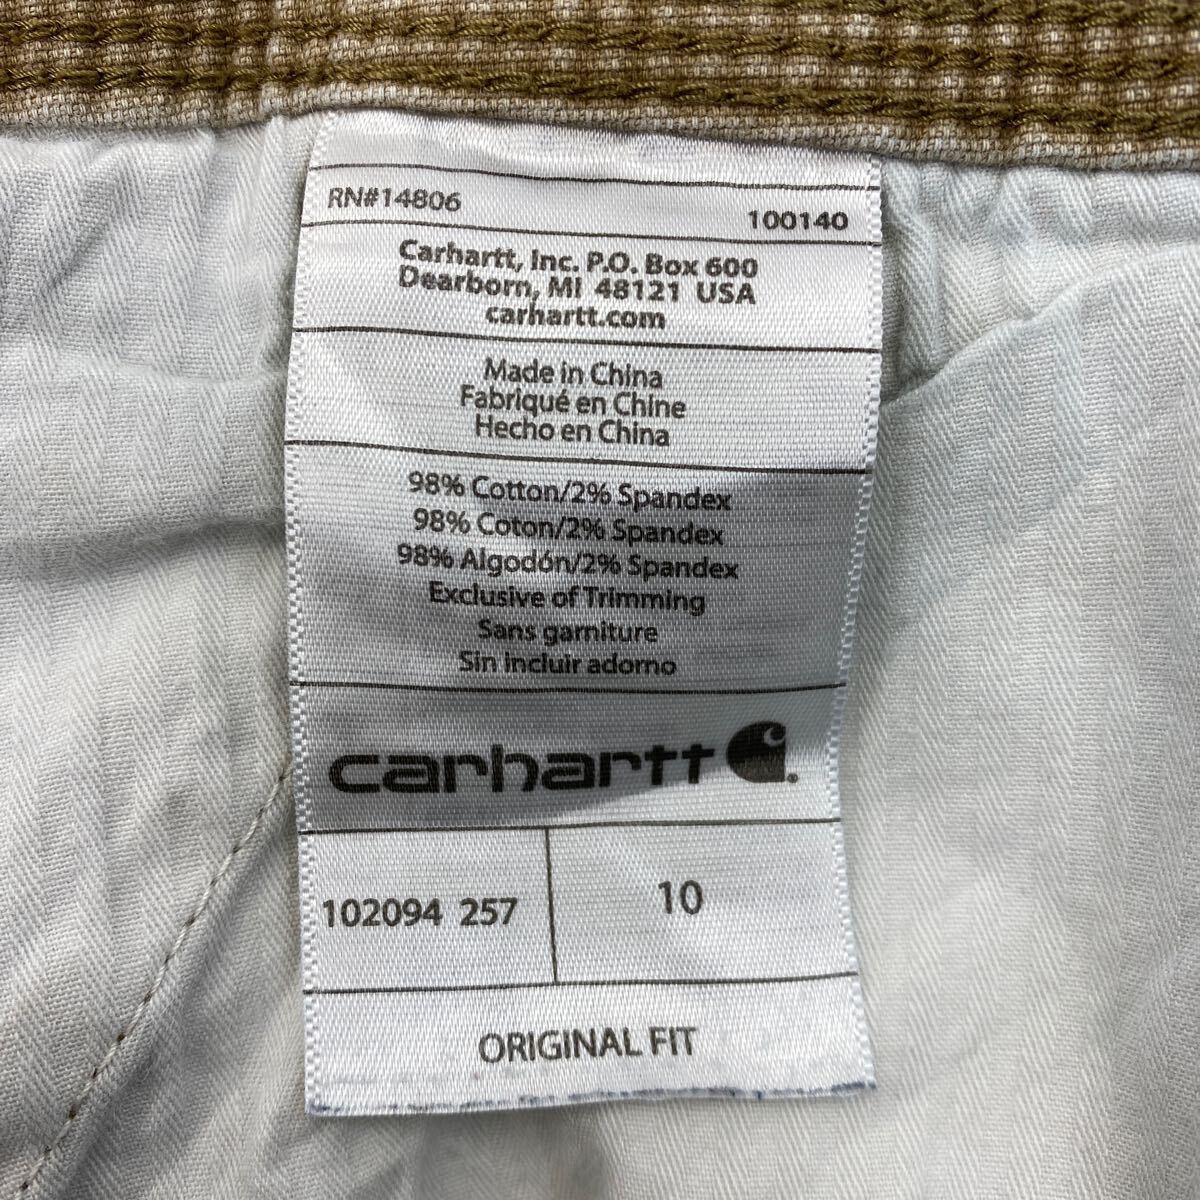 RN#14806
100140
Carhartt, Inc. P.O. Box 600
Dearborn, MI 48121 USA
carhartt.com
Made in China
Fabriqué en Chine
Hecho en China
98% Cotton/2% Spandex
98% Coton/2% Spandex
98% Algodón/2% Spandex
Exclusive of Trimming
Sans garniture
Sin incluir adorno
carhartt
102094 257
10
ORIGINAL FIT